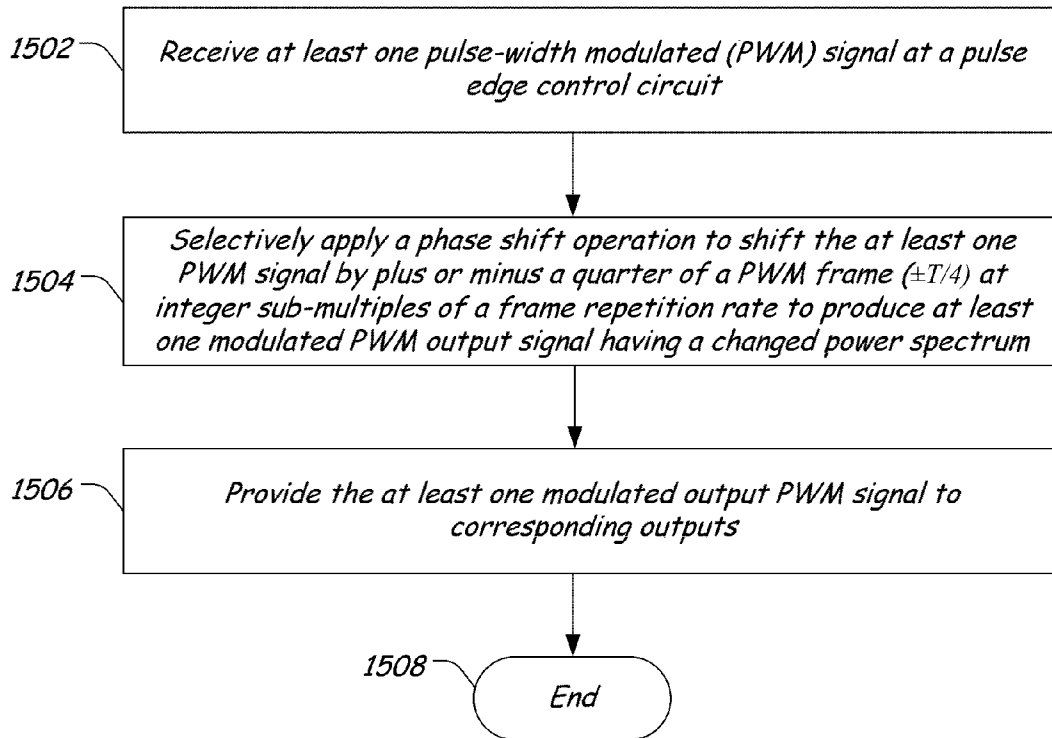 1502
Receive at least one pulse-width modulated (PWM) signal at a pulse
edge control circuit
1504
Selectively apply a phase shift operation to shift the at least one
PWM signal by plus or minus a quarter of a PWM frame (±T/4) at
integer sub-multiples of a frame repetition rate to produce at least
one modulated PWM output signal having a changed power spectrum
1506
Provide the at least one modulated output PWM signal to
corresponding outputs
1508
End